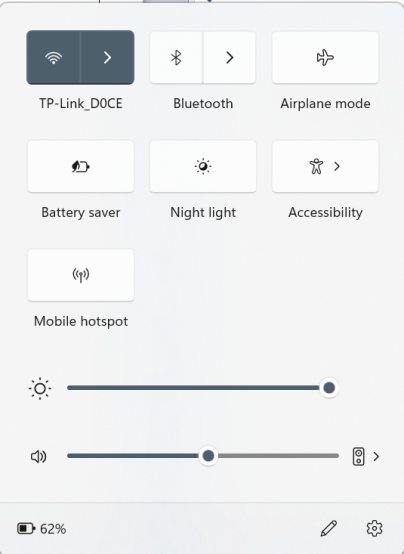 TP-Link_D0CE
Bluetooth
Airplane mode
Battery saver
Night light
Accessibility
Mobile hotspot
62%